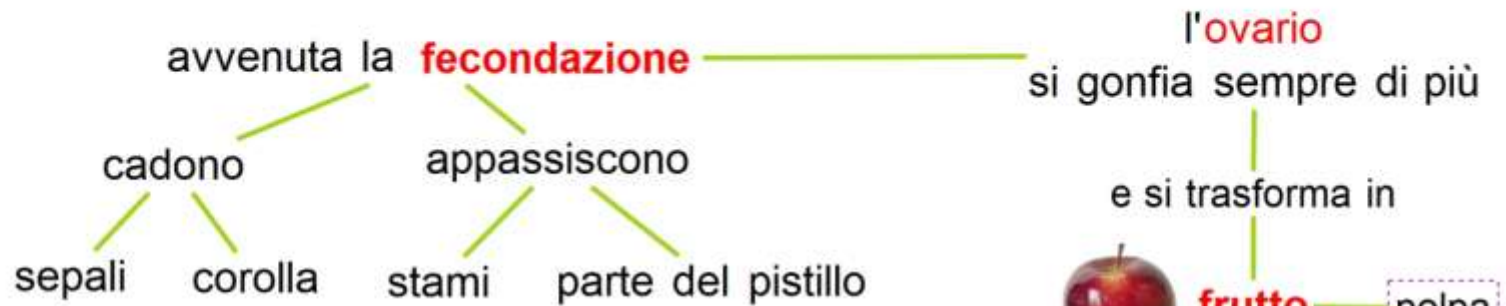 avvenuta la fecondazione
l'ovario
si gonfia sempre di più
cadono
appassiscono
e si trasforma in
sepali
corolla
stami
parte del pistillo
frutto
polpa